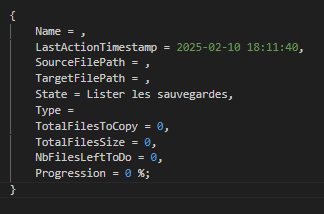 {
Name = ,
LastActionTimestamp = 2025-02-10 18:11:40,
SourceFilePath = ,
TargetFilePath = ,
State = Lister les sauvegardes,
Type =
TotalFilesToCopy = 0,
TotalFilesSize = 0,
NbFilesLeftToDo = 0,
Progression = 0 %;
}